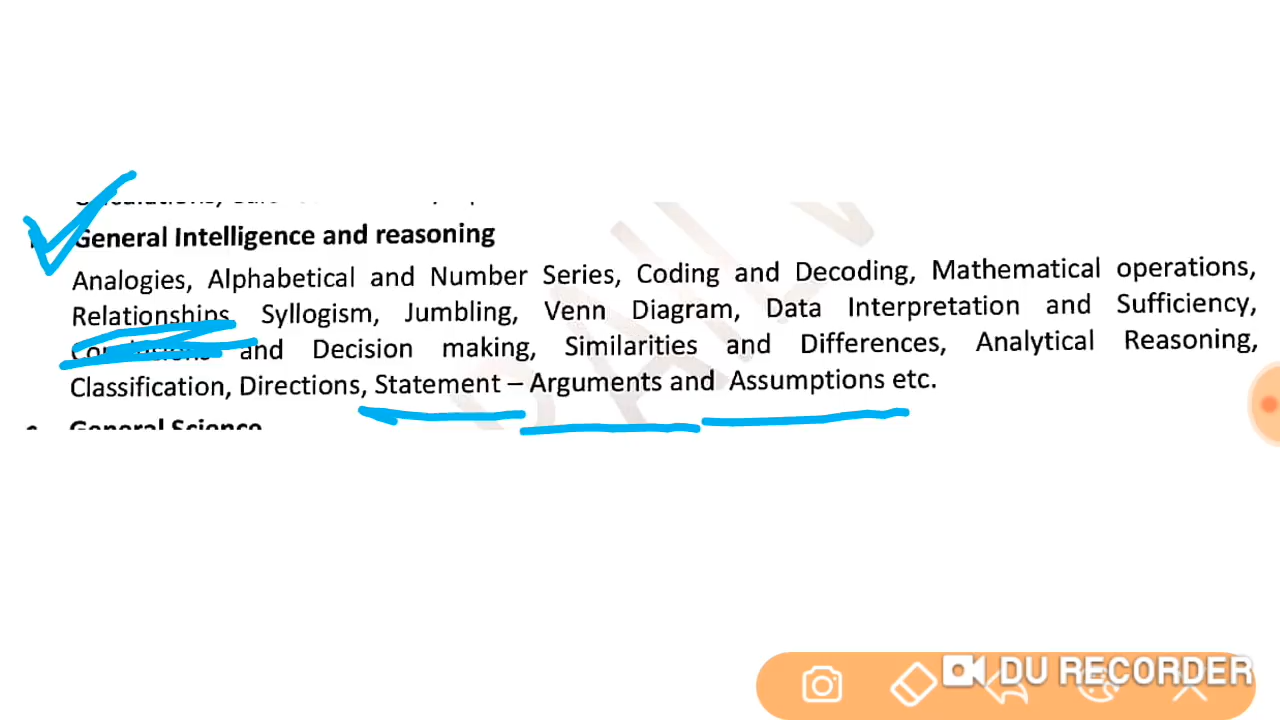 General Intelligence and reasoning
Analogies, Alphabetical and Number Series, Coding and Decoding, Mathematical operations,
Relationships, Syllogism, Jumbling, Venn Diagram, Data Interpretation and Sufficiency,
and Decision making, Similarities and Differences, Analytical Reasoning,
Classification, Directions, Statement – Arguments and Assumptions etc.
General Science
DU RECORDER